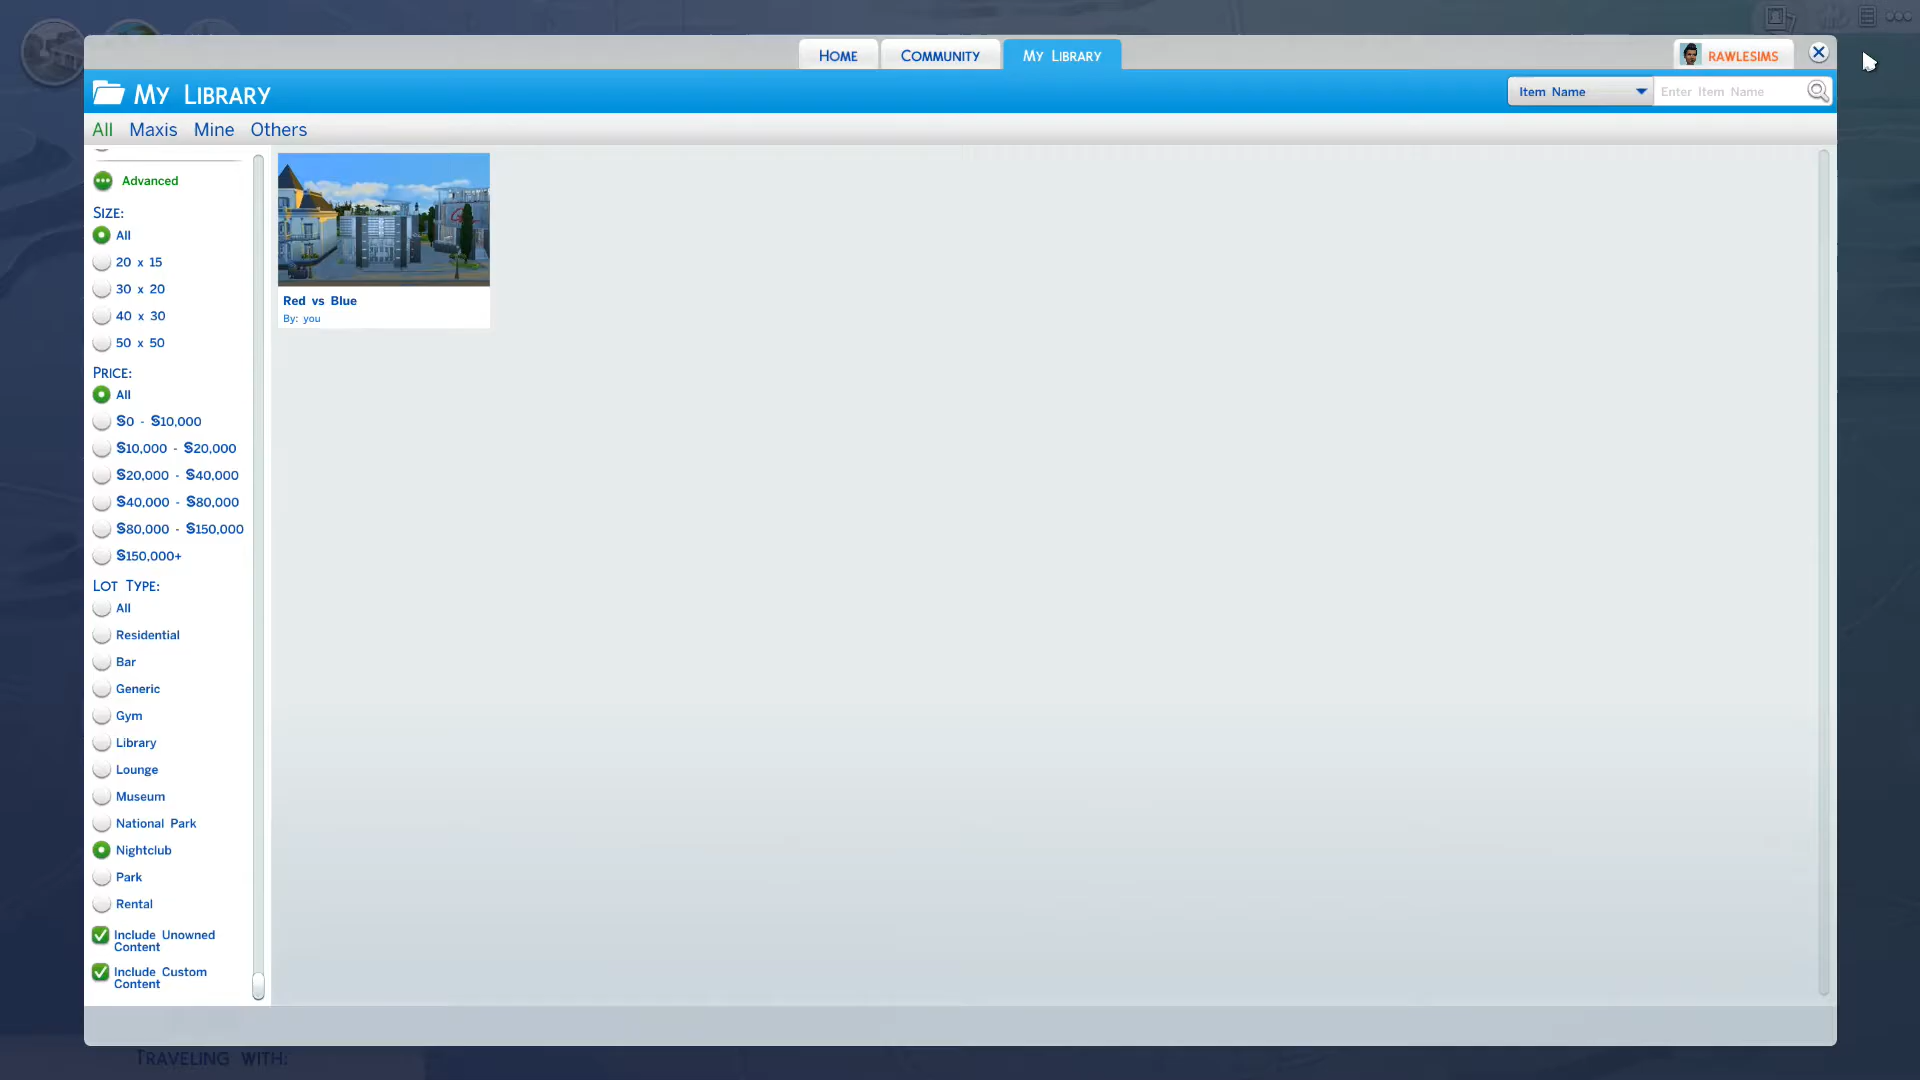 HOME
COMMUNITY
MY LIBRARY
RAWLESIMS
MY LIBRARY
Item Name
Enter Item Name
All
Maxis
Mine
Others
Advanced
SIZE:
All
20 x 15
30 x 20
40 x 30
50 x 50
PRICE:
All
§0 - §10,000
§10,000 - §20,000
§20,000 - §40,000
§40,000 - §80,000
§80,000 - §150,000
§150,000+
LOT TYPE:
All
Residential
Bar
Generic
Gym
Library
Lounge
Museum
National Park
Nightclub
Park
Rental
Include Unowned
Content
Include Custom
Content
Red vs Blue
By: you
TRAVELING WITH: